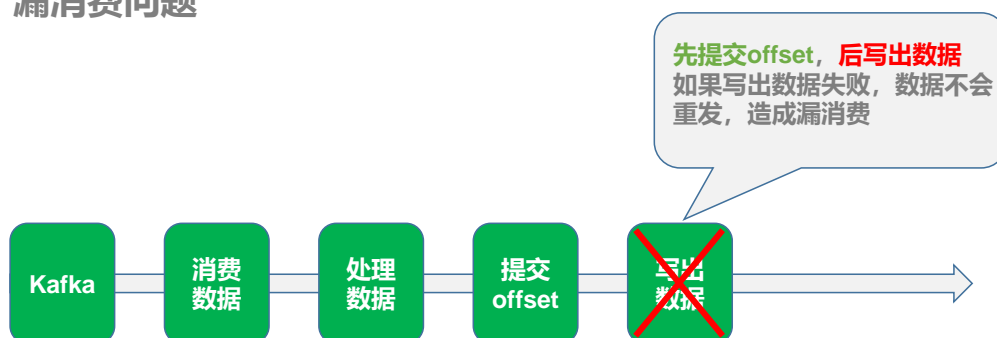 漏消费问题
先提交offset，后写出数据
如果写出数据失败，数据不会
重发，造成漏消费
Kafka
消费
数据
处理
数据
提交
offset
写出
数据